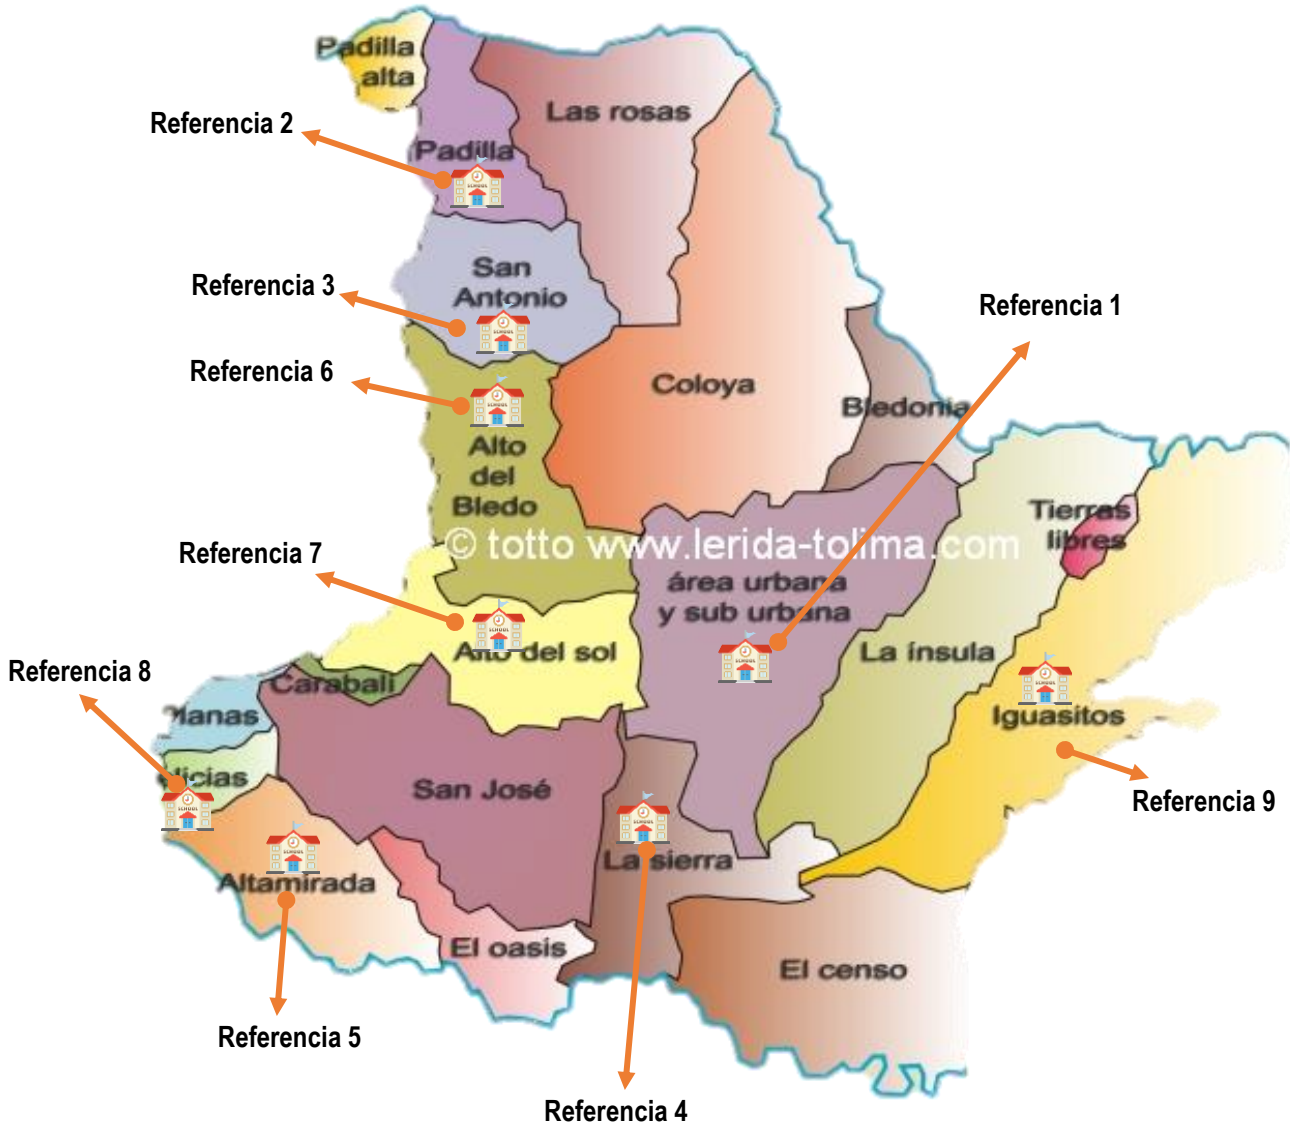 Padilla
alta
Las rosas
Referencia 2
Padilla
San
Antonio
Referencia 3
Referencia 1
Referencia 6
Coloya
Bledonia
Alto
del
Bledo
Tierras
libres
© totto www.lerida-tolima.com
Referencia 7
área urbana
y sub urbana
Alto del sol
La ínsula
Referencia 8
Carabali
Iguasitos
San José
Referencia 9
La sierra
Altamirada
El oasis
El censo
Referencia 5
Referencia 4